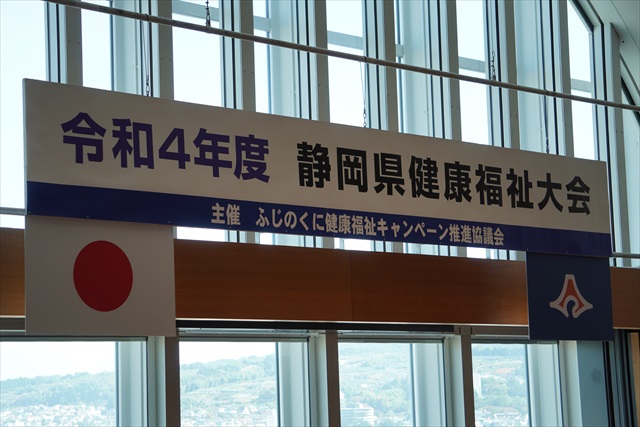 令和4年度 静岡県健康福祉大会
主催 ふじのくに健康福祉キャンペーン推進協議会